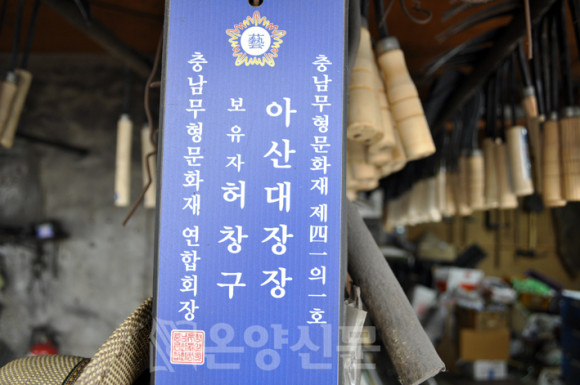 藝
충남무형문화재 제四一의一호
아산대장장
보유자 허창구
충남무형문화재 연합회장
온양신문